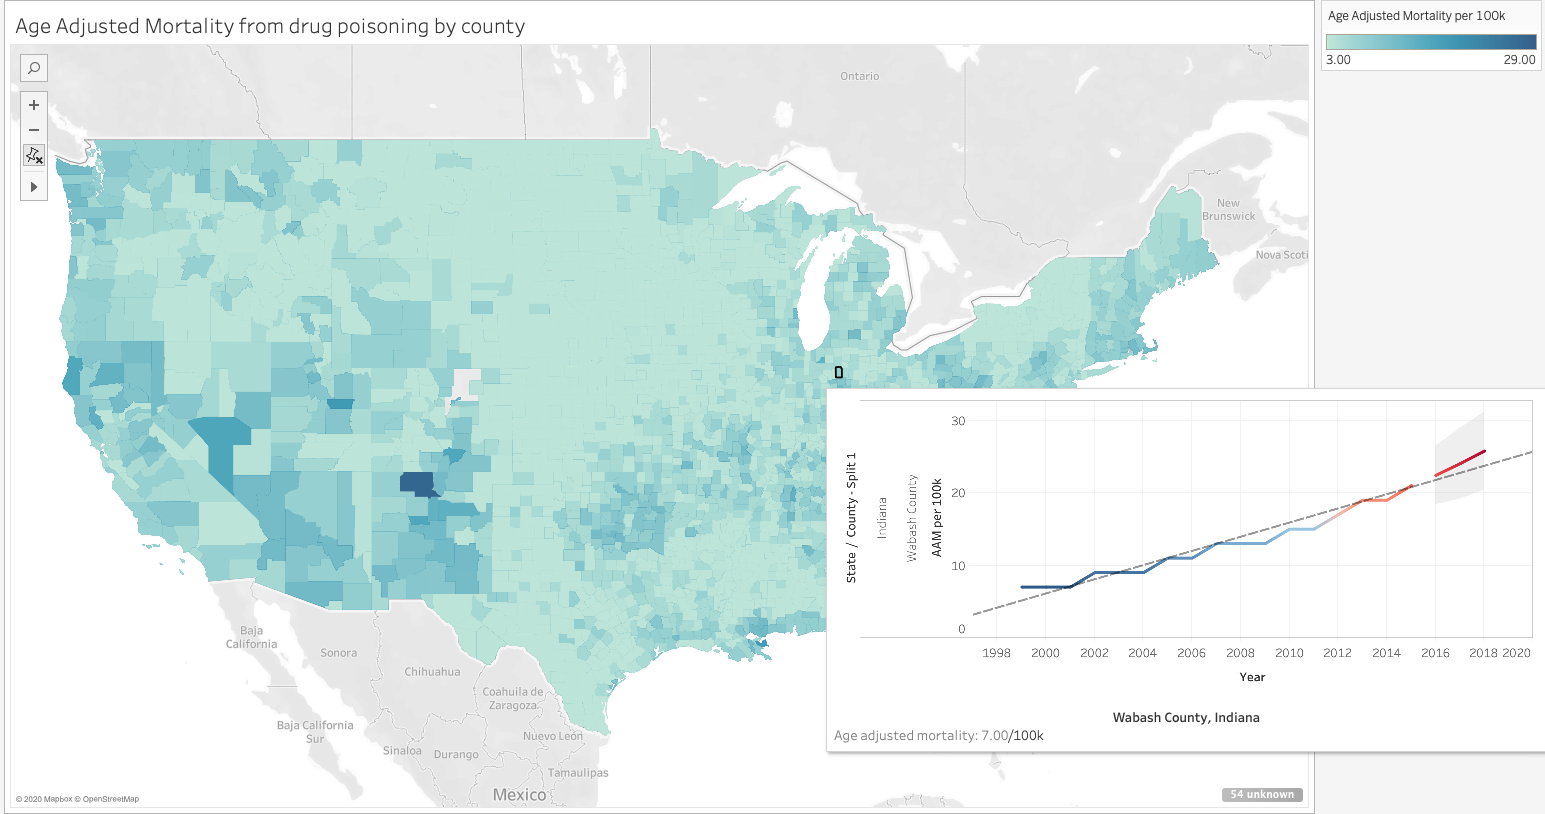 Age Adjusted Mortality from drug poisoning by county
Age Adjusted Mortality per 100k
3.00
29.00
Ontario
New
Brunswick
Nova Scoti
Baja
California
Sonora
Chihuahua
Coahuila de
Zaragoza
Baja California
Sur
Nuevo León
Sinaloa
Durango
Tamaulipas
Mexico
© 2020 Mapbox © OpenStreetMap
54 unknown
State / County - Split 1
Indiana
Wabash County
AAM per 100k
30
20
10
0
1998 2000 2002 2004 2006 2008 2010 2012 2014 2016 2018 2020
Year
Wabash County, Indiana
Age adjusted mortality: 7.00/100k